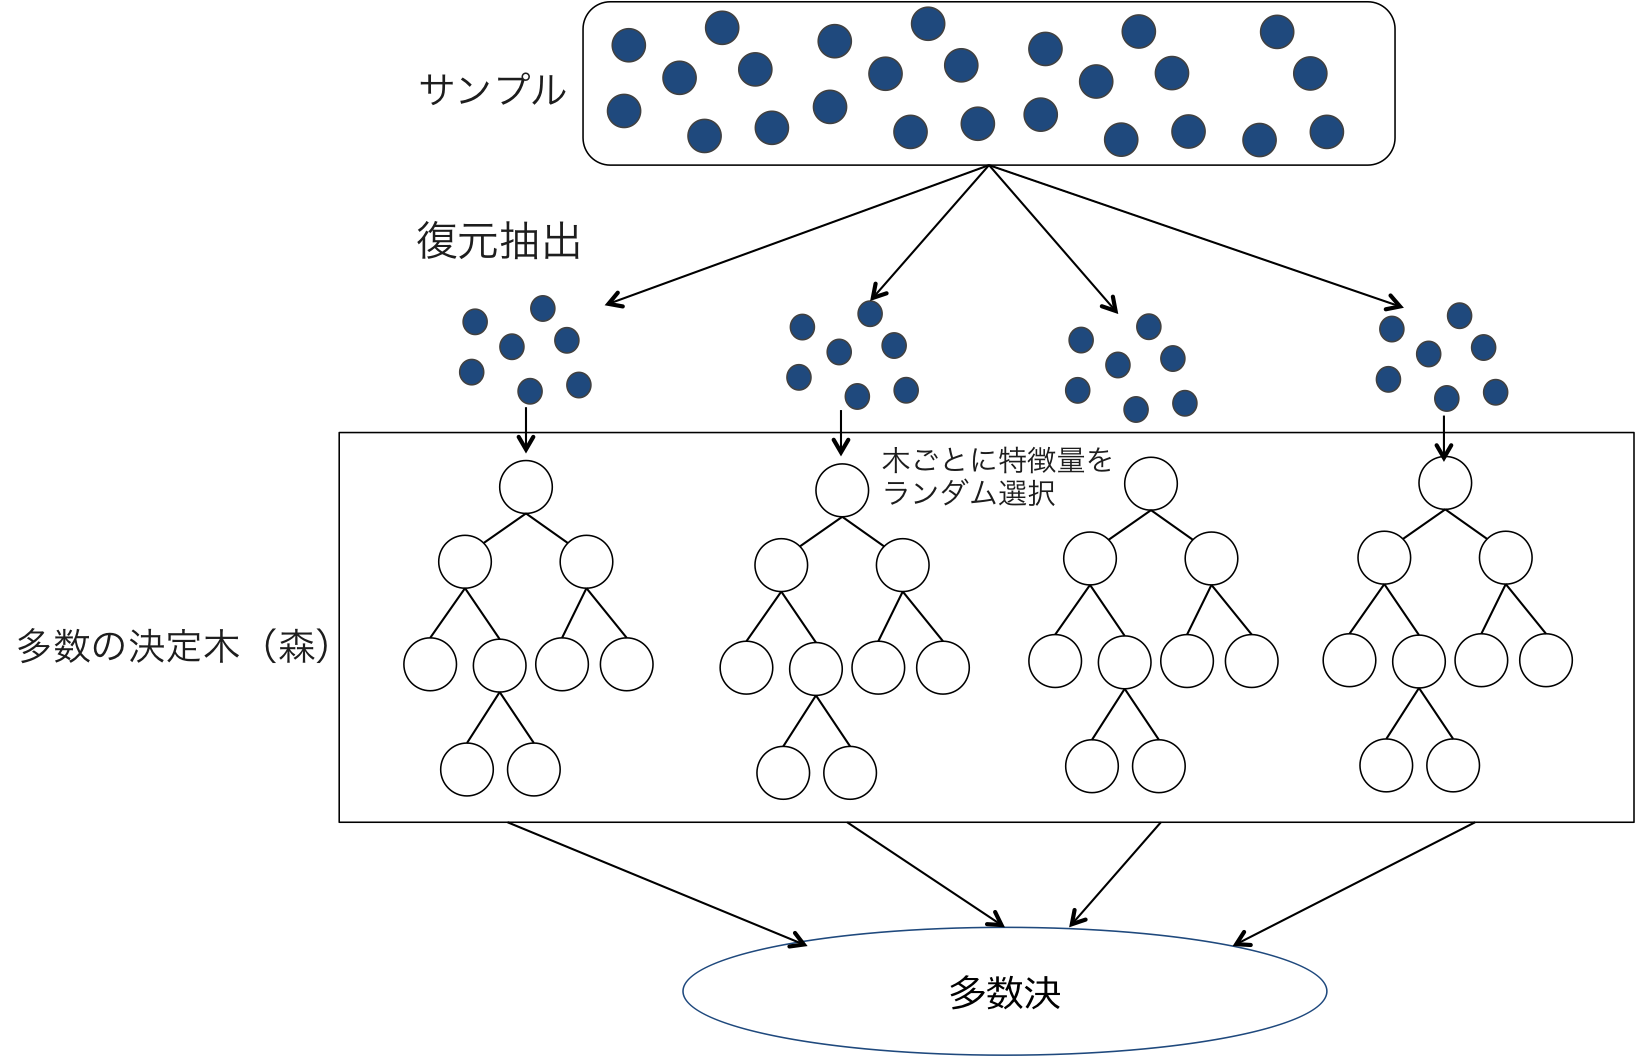 サンプル
復元抽出
木ごとに特徴量を
ランダム選択
多数の決定木（森）
多数決